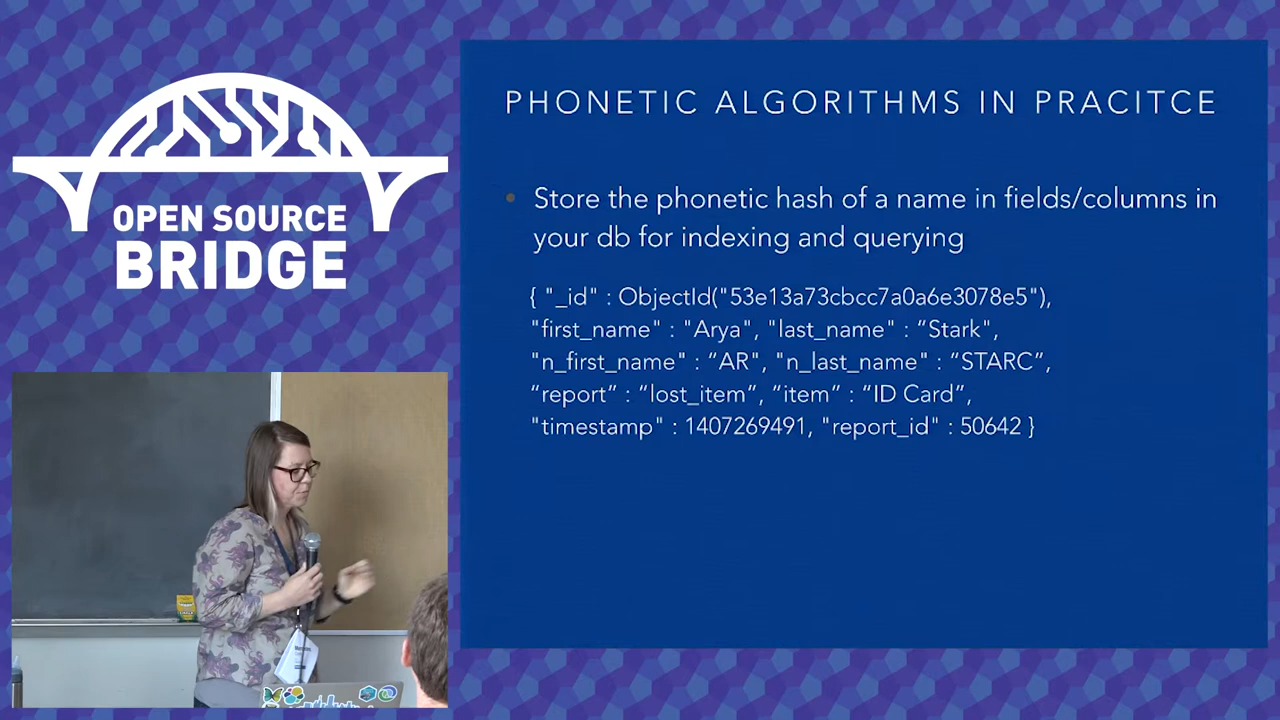 OPEN SOURCE
BRIDGE
PHONETIC ALGORITHMS IN PRACITCE
• Store the phonetic hash of a name in fields/columns in
your db for indexing and querying
{ "_id" : ObjectId("53e13a73cbcc7a0a6e3078e5"),
"first_name" : "Arya", "last_name" : “Stark",
"n_first_name" : “AR", "n_last_name" : “STARC”,
“report” : “lost_item”, “item” : “ID Card”,
"timestamp" : 1407269491, "report_id" : 50642 }